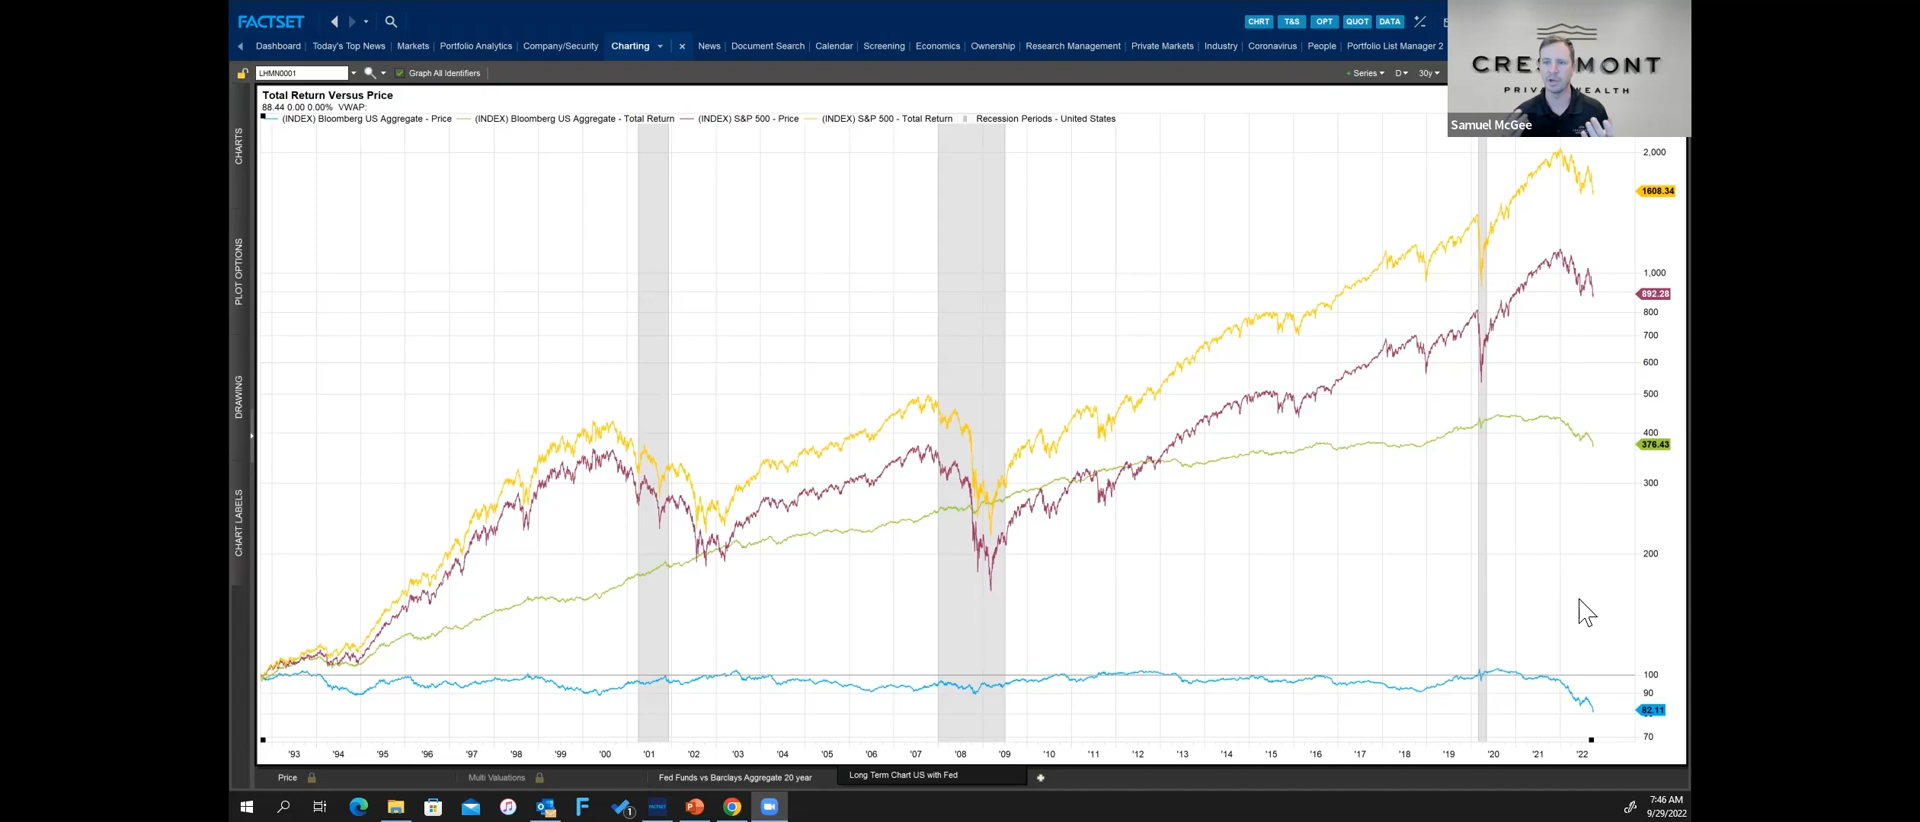 FACTSET
CHRT T&S OPT QUOT DATA
Dashboard Today's Top News Markets Portfolio Analytics Company/Security Charting News Document Search Calendar Screening Economics Ownership Research Management Private Markets Industry Coronavirus People Portfolio List Manager 2
LHMN0001 Graph All Identifiers + Series D 30y
CRESTMONT
PRIVATE WEALTH
Samuel McGee
Total Return Versus Price
88.44 0.00 0.00% VWAP:
(INDEX) Bloomberg US Aggregate - Price (INDEX) Bloomberg US Aggregate - Total Return (INDEX) S&P 500 - Price (INDEX) S&P 500 - Total Return Recession Periods - United States
CHARTS
PLOT OPTIONS
DRAWING
CHART LABELS
2,000
1608.34
1,000
892.28
800
700
600
500
400
376.43
300
200
100
90
82.11
70
'93 '94 '95 '96 '97 '98 '99 '00 '01 '02 '03 '04 '05 '06 '07 '08 '09 '10 '11 '12 '13 '14 '15 '16 '17 '18 '19 '20 '21 '22
Price Multi Valuations Fed Funds vs Barclays Aggregate 20 year Long Term Chart US with Fed
1
FACTSET
7:46 AM
9/29/2022